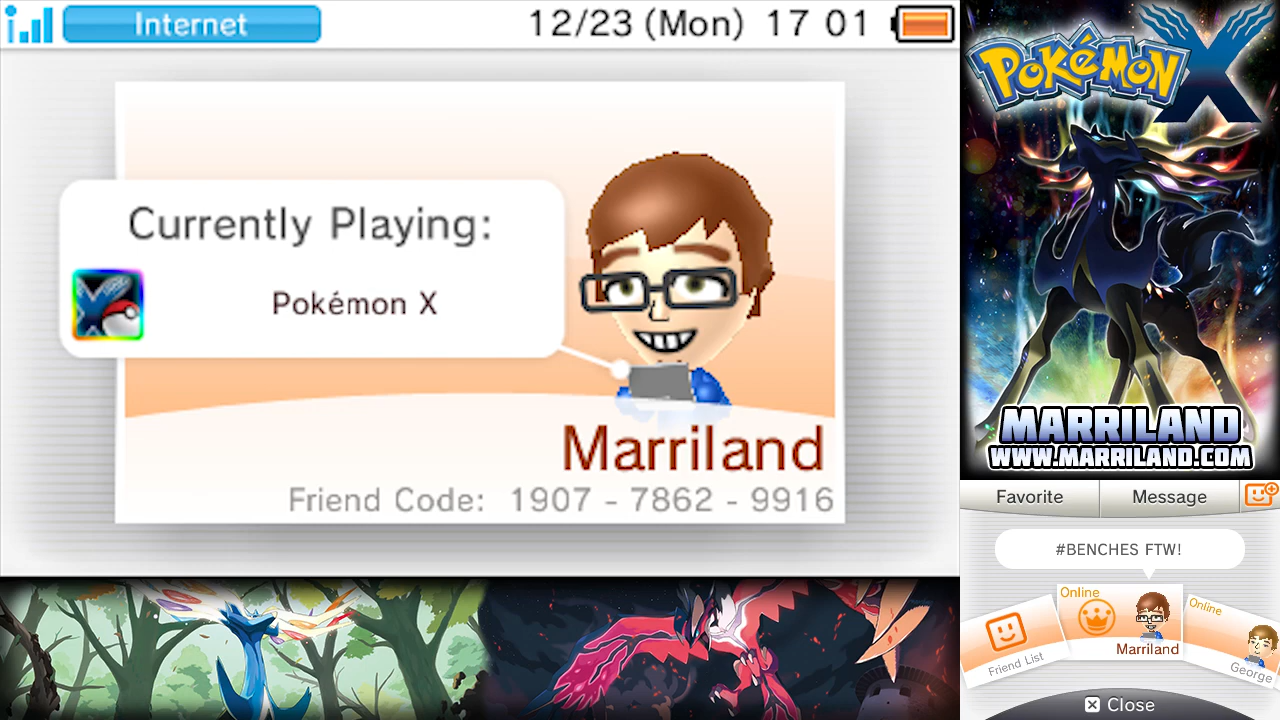 Internet
12/23 (Mon) 17 01
Currently Playing:
Pokémon X
Marriland
Friend Code: 1907 - 7862 - 9916
POKéMON X
MARRILAND
WWW.MARRILAND.COM
Favorite
Message
#BENCHES FTW!
Friend List
Online
Marriland
Online
George
Close